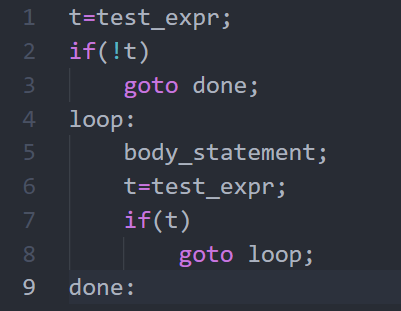 1 t=test_expr;
2 if(!t)
3     goto done;
4 loop:
5     body_statement;
6     t=test_expr;
7     if(t)
8         goto loop;
9 done: